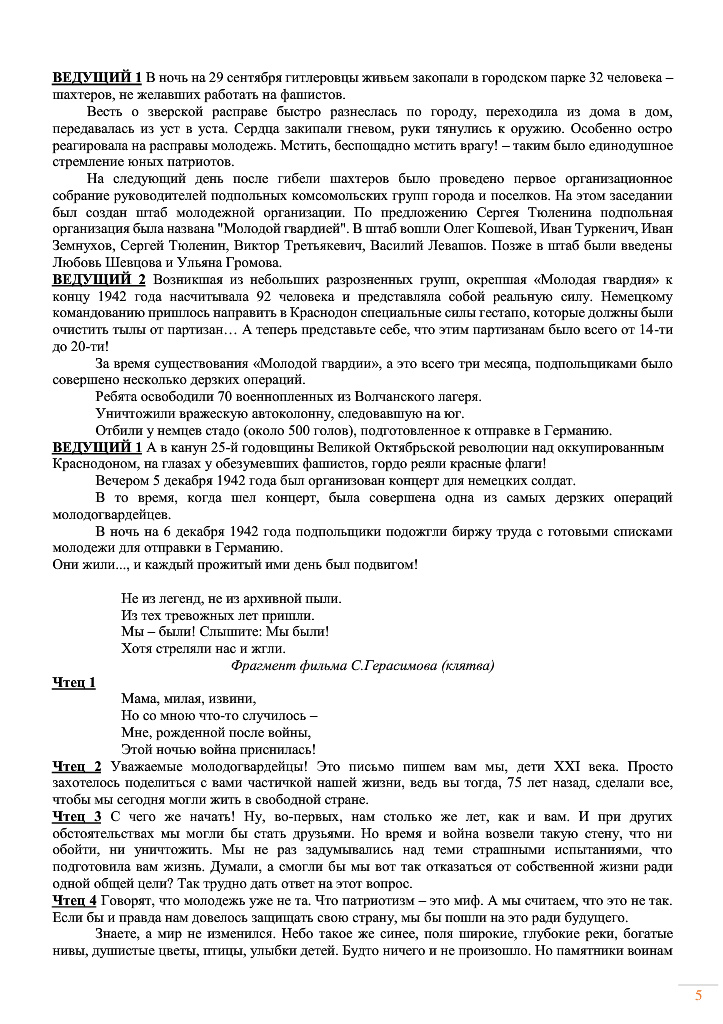 ВЕДУЩИЙ 1 В ночь на 29 сентября гитлеровцы живьем закопали в городском парке 32 человека –
шахтеров, не желавших работать на фашистов.
Весть о зверской расправе быстро разнеслась по городу, переходила из дома в дом,
передавалась из уст в уста. Сердца закипали гневом, руки тянулись к оружию. Особенно остро
реагировала на расправы молодежь. Мстить, беспощадно мстить врагу! – таким было единодушное
стремление юных патриотов.
На следующий день после гибели шахтеров было проведено первое организационное
собрание руководителей подпольных комсомольских групп города и поселков. На этом заседании
был создан штаб молодежной организации. По предложению Сергея Тюленина подпольная
организация была названа "Молодой гвардией". В штаб вошли Олег Кошевой, Иван Туркенич, Иван
Земнухов, Сергей Тюленин, Виктор Третьякевич, Василий Левашов. Позже в штаб были введены
Любовь Шевцова и Ульяна Громова.
ВЕДУЩИЙ 2 Возникшая из небольших разрозненных групп, окрепшая «Молодая гвардия» к
концу 1942 года насчитывала 92 человека и представляла собой реальную силу. Немецкому
командованию пришлось направить в Краснодон специальные силы гестапо, которые должны были
очистить тылы от партизан… А теперь представьте себе, что этим партизанам было всего от 14-ти
до 20-ти!
За время существования «Молодой гвардии», а это всего три месяца, подпольщиками было
совершено несколько дерзких операций.
Ребята освободили 70 военнопленных из Волчанского лагеря.
Уничтожили вражескую автоколонну, следовавшую на юг.
Отбили у немцев стадо (около 500 голов), подготовленное к отправке в Германию.
ВЕДУЩИЙ 1 А в канун 25-й годовщины Великой Октябрьской революции над оккупированным
Краснодоном, на глазах у обезумевших фашистов, гордо реяли красные флаги!
Вечером 5 декабря 1942 года был организован концерт для немецких солдат.
В то время, когда шел концерт, была совершена одна из самых дерзких операций
молодогвардейцев.
В ночь на 6 декабря 1942 года подпольщики подожгли биржу труда с готовыми списками
молодежи для отправки в Германию.
Они жили..., и каждый прожитый ими день был подвигом!
Не из легенд, не из архивной пыли.
Из тех тревожных лет пришли.
Мы – были! Слышите: Мы были!
Хотя стреляли нас и жгли.
Фрагмент фильма С.Герасимова (клятва)
Чтец 1
Мама, милая, извини,
Но со мною что-то случилось –
Мне, рожденной после войны,
Этой ночью война приснилась!
Чтец 2 Уважаемые молодогвардейцы! Это письмо пишем вам мы, дети XXI века. Просто
захотелось поделиться с вами частичкой нашей жизни, ведь вы тогда, 75 лет назад, сделали все,
чтобы мы сегодня могли жить в свободной стране.
Чтец 3 С чего же начать! Ну, во-первых, нам столько же лет, как и вам. И при других
обстоятельствах мы могли бы стать друзьями. Но время и война возвели такую стену, что ни
обойти, ни уничтожить. Мы не раз задумывались над теми страшными испытаниями, что
подготовила вам жизнь. Думали, а смогли бы мы вот так отказаться от собственной жизни ради
одной общей цели? Так трудно дать ответ на этот вопрос.
Чтец 4 Говорят, что молодежь уже не та. Что патриотизм – это миф. А мы считаем, что это не так.
Если бы и правда нам довелось защищать свою страну, мы бы пошли на это ради будущего.
Знаете, а мир не изменился. Небо такое же синее, поля широкие, глубокие реки, богатые
нивы, душистые цветы, птицы, улыбки детей. Будто ничего и не произошло. Но памятники воинам
5